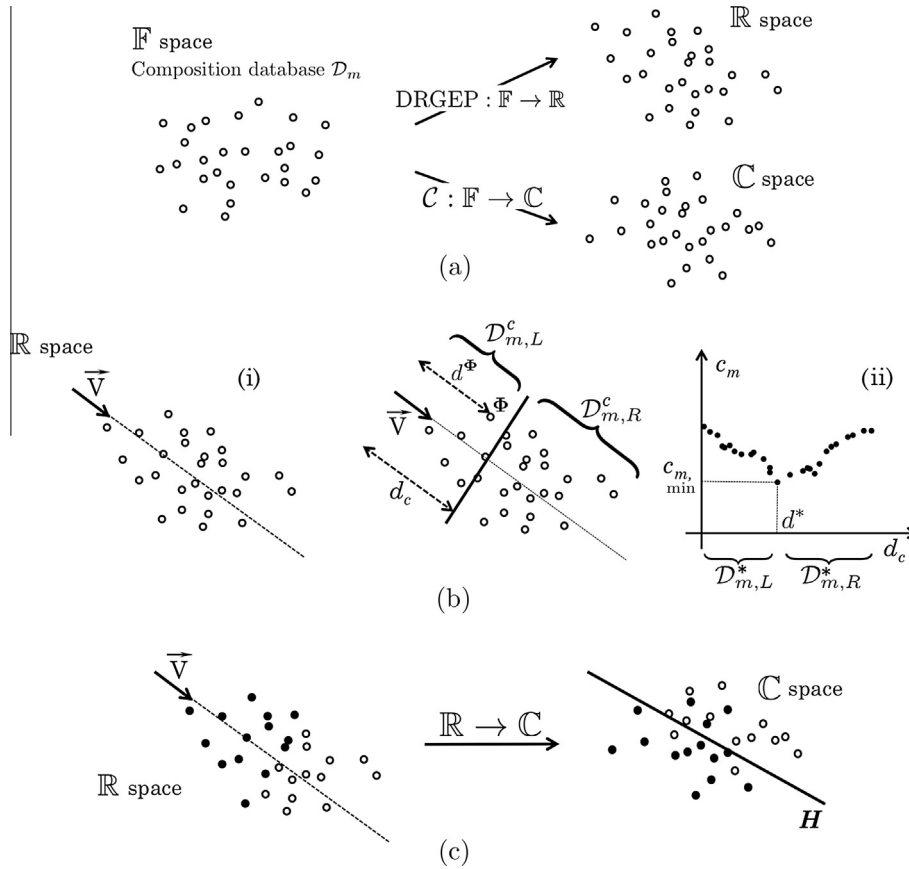 𝔽 space
Composition database 𝒟_m
ℝ space
DRGEP : 𝔽 → ℝ
ℂ space
𝒞 : 𝔽 → ℂ
(a)
ℝ space
V⃗
(i)
𝒟^c_{m,L}
d^Φ
Φ
V⃗
𝒟^c_{m,R}
d_c
(ii)
c_m
c_{m, min}
d*
d_c
𝒟*_{m,L}
𝒟*_{m,R}
(b)
V⃗
ℝ space
ℝ → ℂ
ℂ space
H
(c)